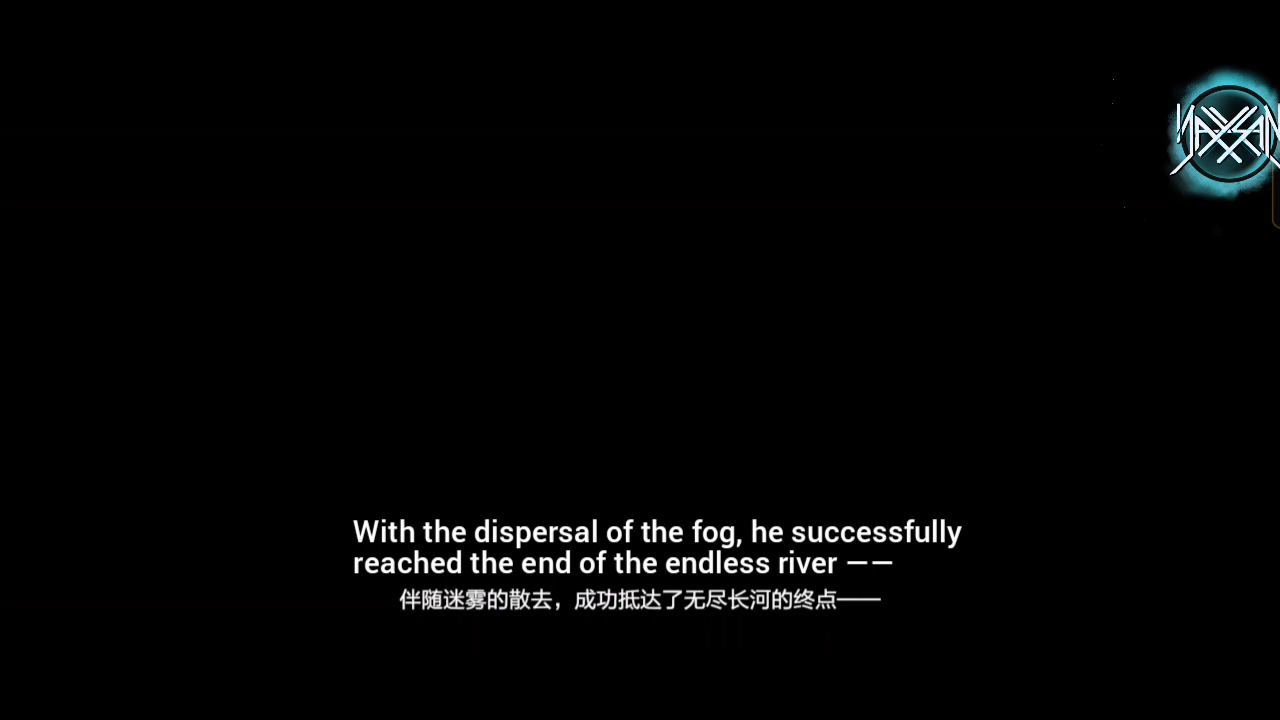 With the dispersal of the fog, he successfully
reached the end of the endless river ——
伴随迷雾的散去，成功抵达了无尽长河的终点——